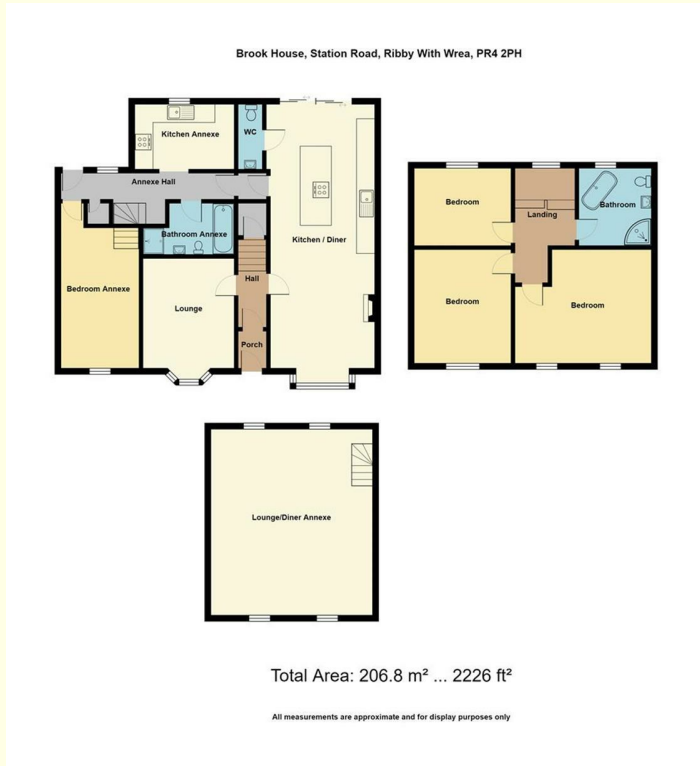 Brook House, Station Road, Ribby With Wrea, PR4 2PH
Kitchen Annexe
WC
Annexe Hall
Bathroom Annexe
Kitchen / Diner
Hall
Bedroom Annexe
Lounge
Porch
Bedroom
Landing
Bathroom
Bedroom
Bedroom
Lounge/Diner Annexe
Total Area: 206.8 m² ... 2226 ft²
All measurements are approximate and for display purposes only